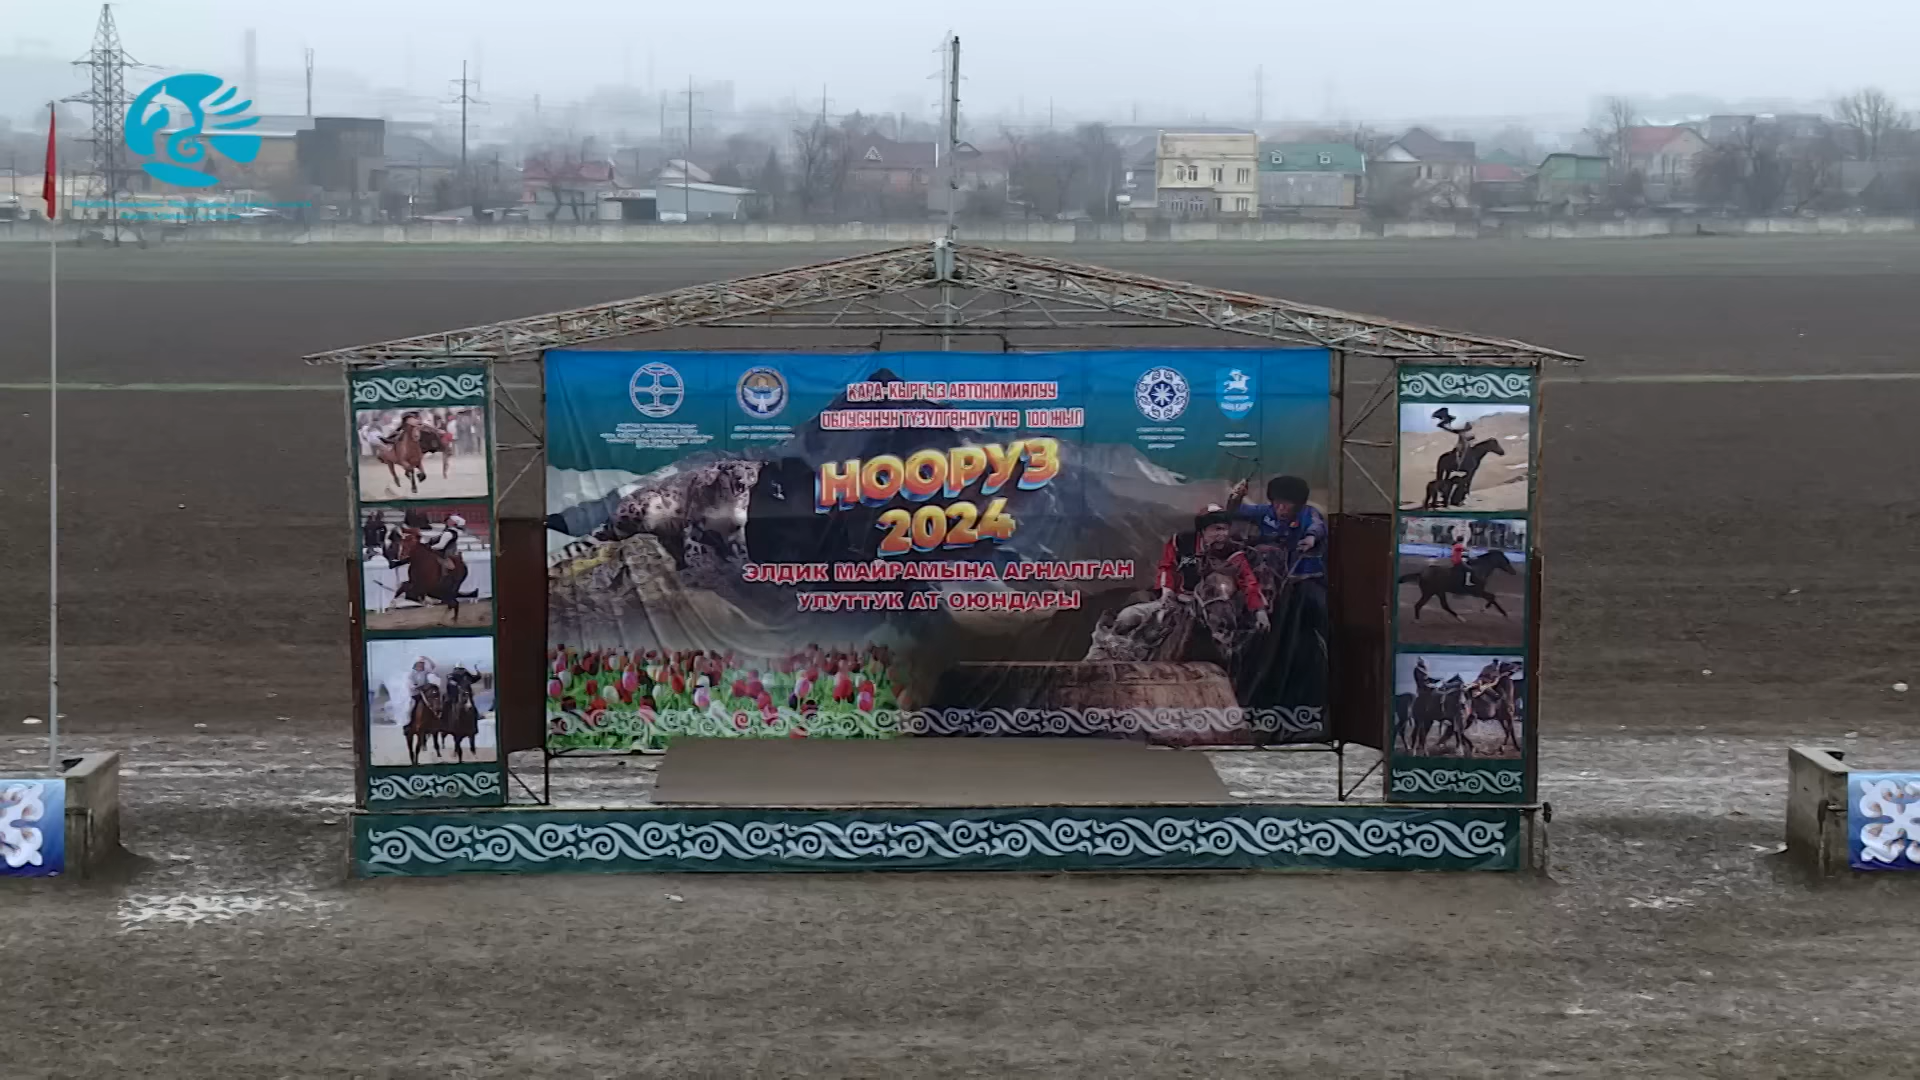 КАРА-КЫРГЫЗ АВТОНОМИЯЛУУ
ОБЛУСУНУН ТҮЗҮЛГӨНДҮГҮНӨ 100 ЖЫЛ
НООРУЗ
2024
ЭЛДИК МАЙРАМЫНА АРНАЛГАН
УЛУТТУК АТ ОЮНДАРЫ